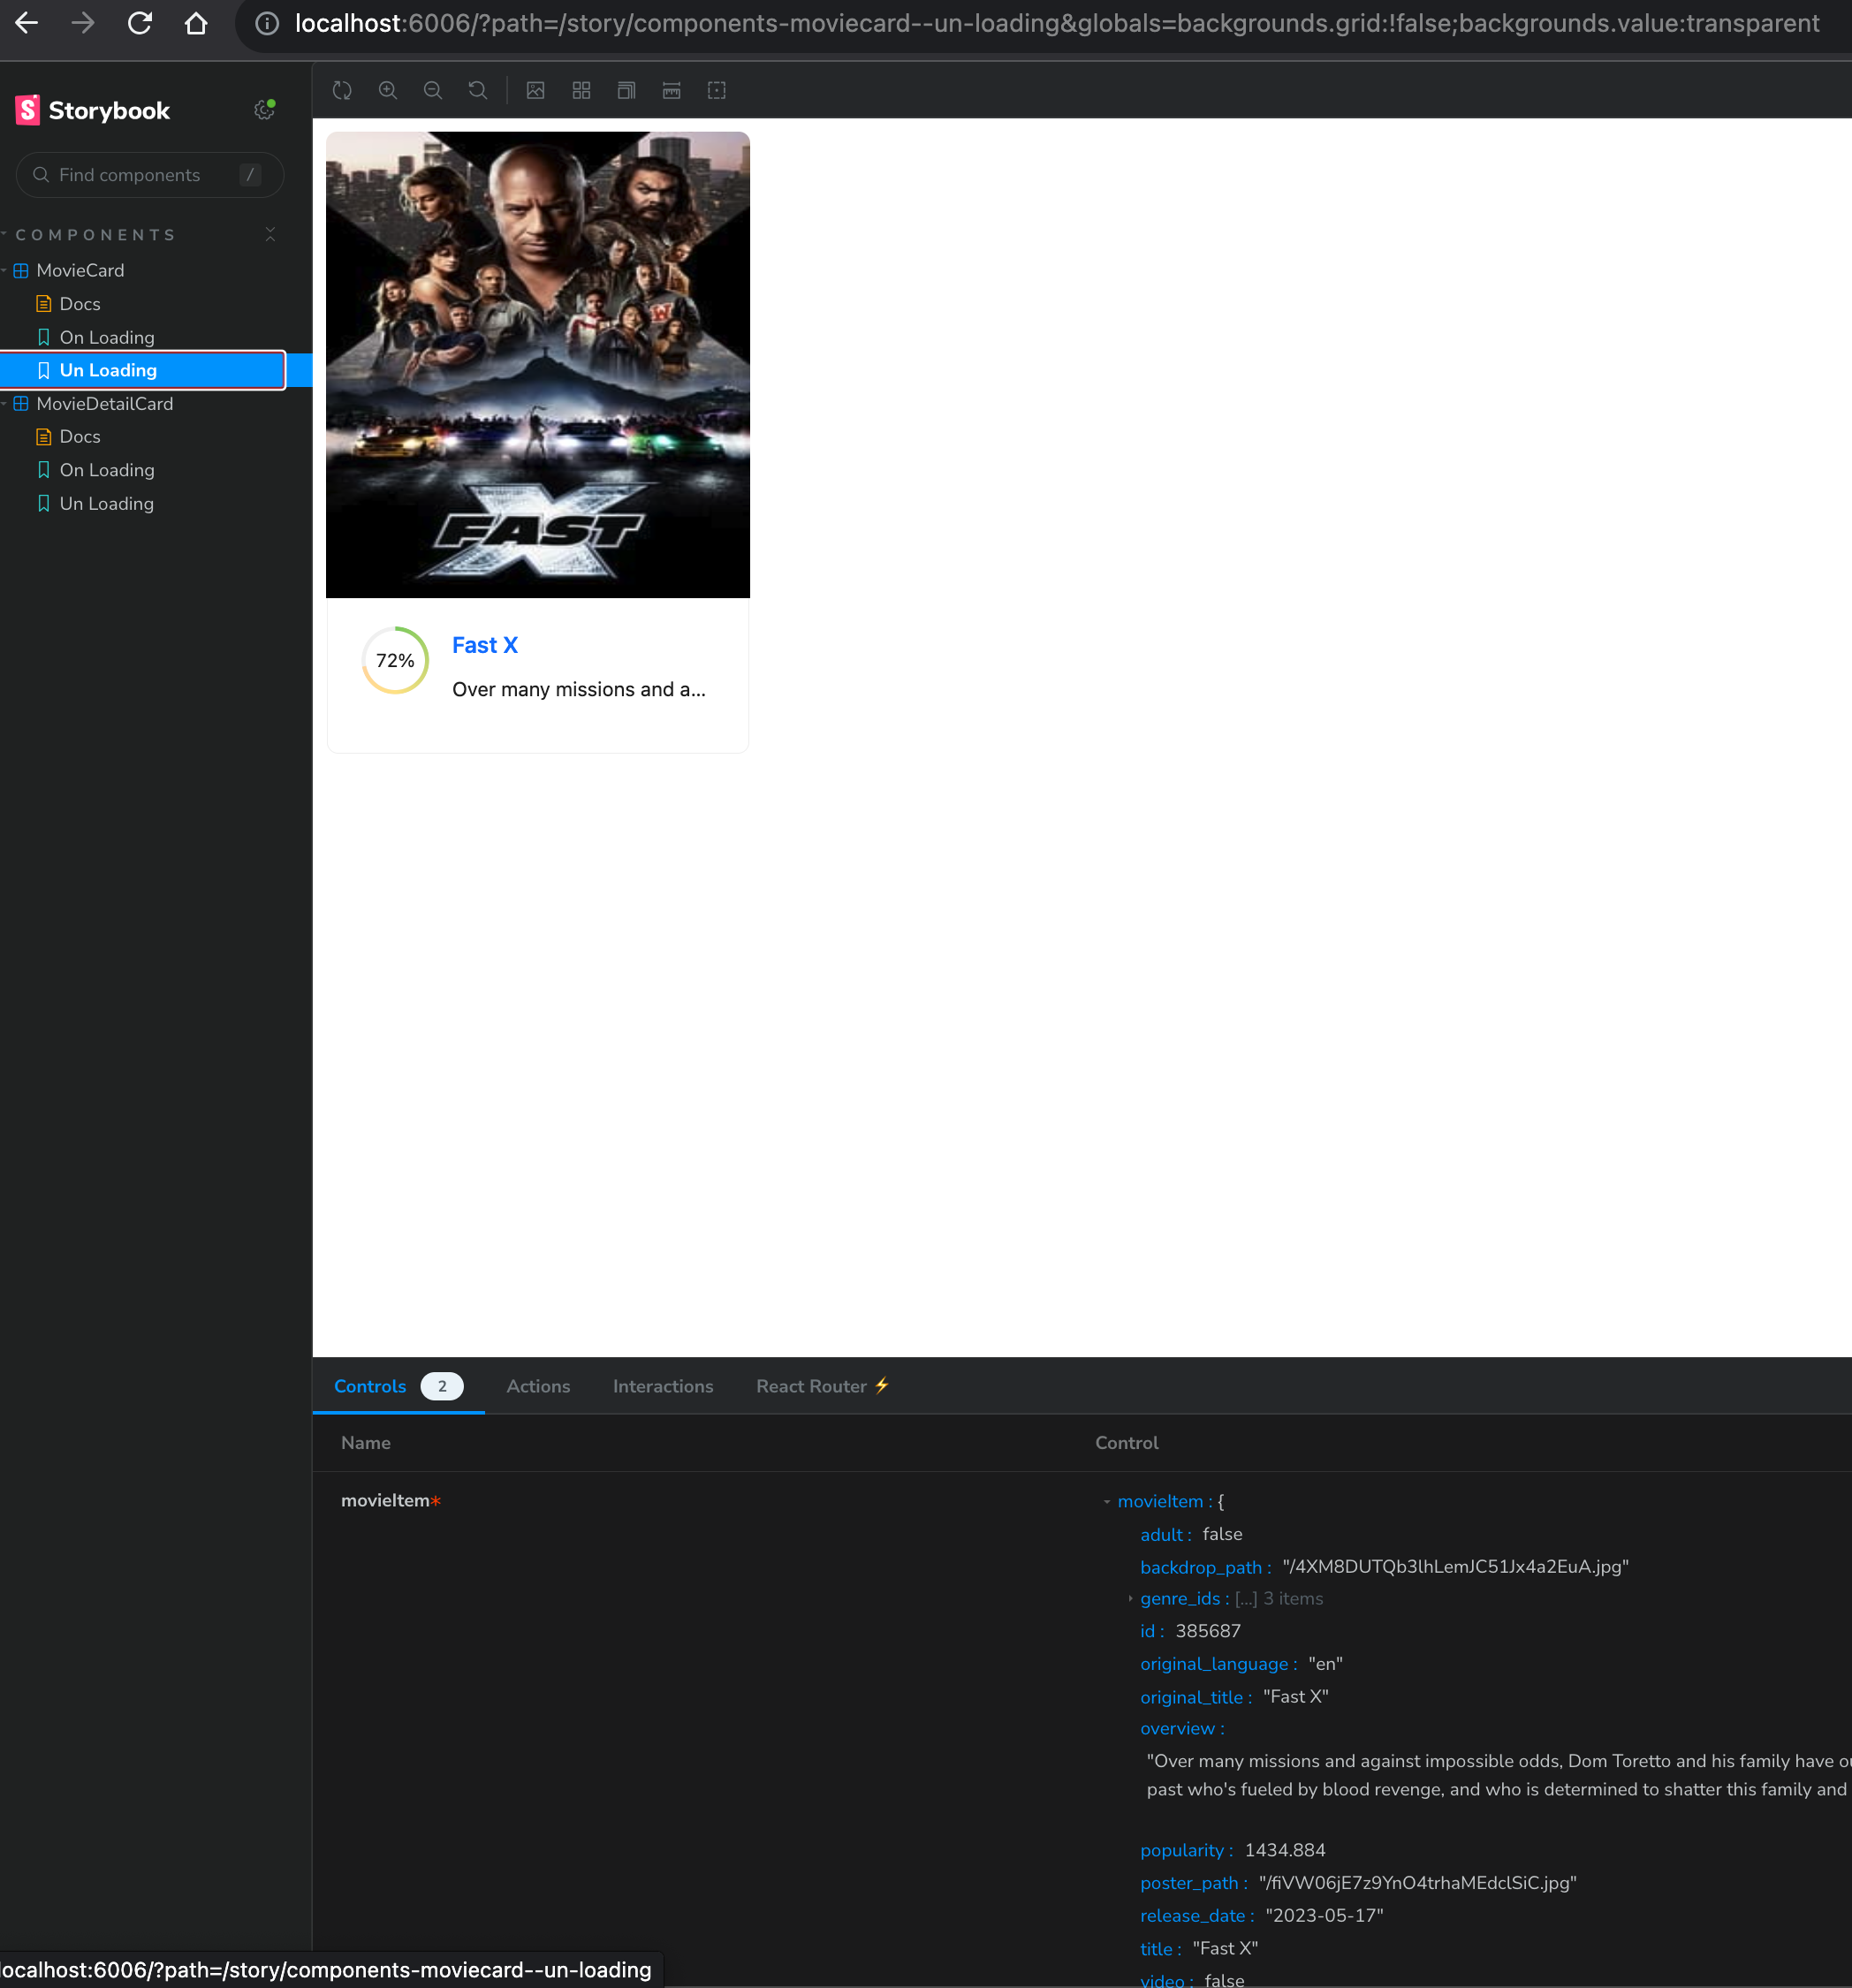 localhost:6006/?path=/story/components-moviecard--un-loading&globals=backgrounds.grid:!false;backgrounds.value:transparent
Storybook
Find components /
COMPONENTS
MovieCard
Docs
On Loading
Un Loading
MovieDetailCard
Docs
On Loading
Un Loading
FAST
X
72%
Fast X
Over many missions and a...
Controls 2 Actions Interactions React Router ⚡
Name Control
movieItem*
movieItem : {
adult : false
backdrop_path : "/4XM8DUTQb3lhLemJC51Jx4a2EuA.jpg"
genre_ids : [...] 3 items
id : 385687
original_language : "en"
original_title : "Fast X"
overview :
"Over many missions and against impossible odds, Dom Toretto and his family have
past who's fueled by blood revenge, and who is determined to shatter this family and
popularity : 1434.884
poster_path : "/fiVW06jE7z9YnO4trhaMEdclSiC.jpg"
release_date : "2023-05-17"
title : "Fast X"
video : false
localhost:6006/?path=/story/components-moviecard--un-loading